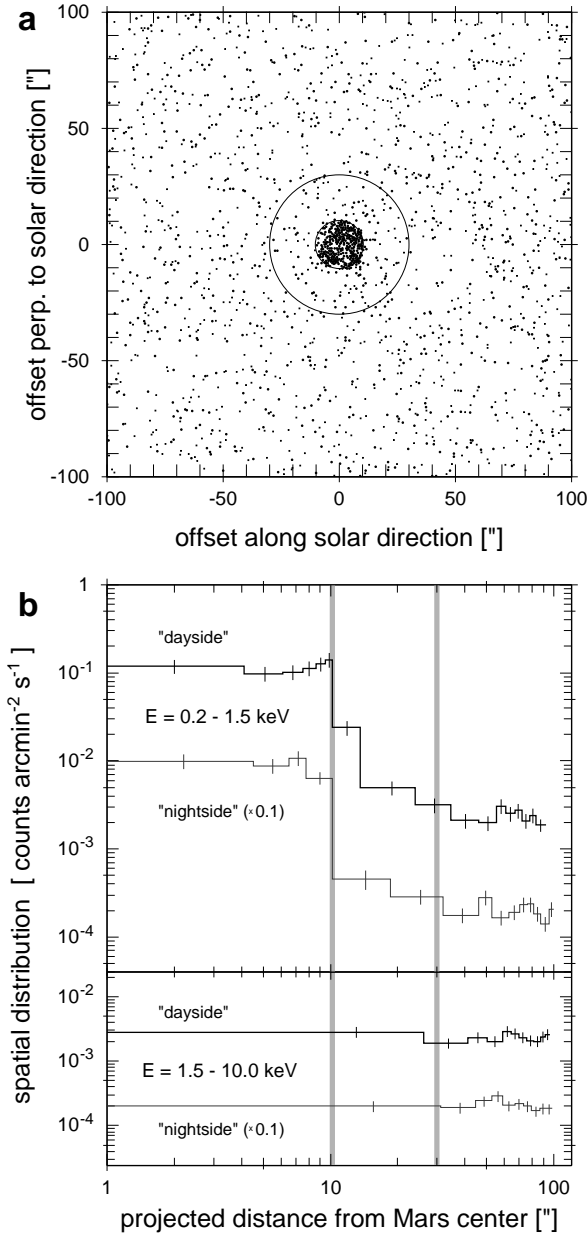 a
100
50
0
-50
-100
offset perp. to solar direction ["]
-100 -50 0 50 100
offset along solar direction ["]
b
1
10⁻¹
10⁻²
10⁻³
10⁻⁴
"dayside"
E = 0.2 - 1.5 keV
"nightside" (×0.1)
10⁻²
10⁻³
10⁻⁴
"dayside"
E = 1.5 - 10.0 keV
"nightside" (×0.1)
spatial distribution [ counts arcmin⁻² s⁻¹ ]
1 10 100
projected distance from Mars center ["]